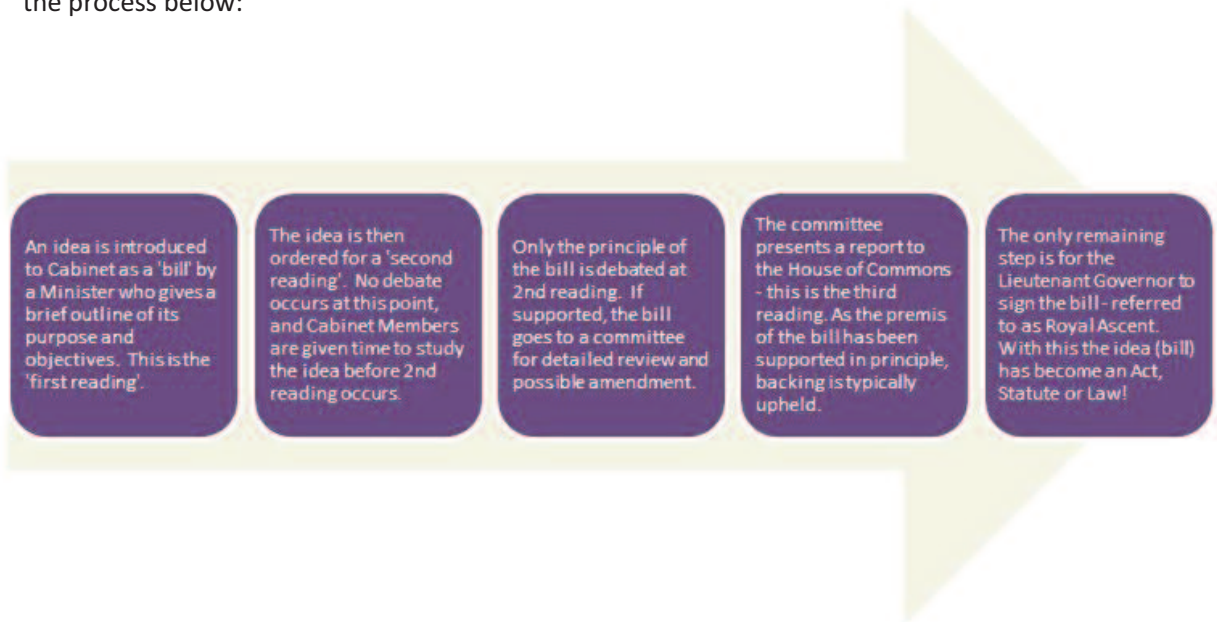 the process below:
An idea is introduced
to Cabinet as a 'bill' by
a Minister who gives a
brief outline of its
purpose and
objectives. This is the
'first reading'.
The idea is then
ordered for a 'second
reading'. No debate
occurs at this point,
and Cabinet Members
are given time to study
the idea before 2nd
reading occurs.
Only the principle of
the bill is debated at
2nd reading. If
supported, the bill
goes to a committee
for detailed review and
possible amendment.
The committee
presents a report to
the House of Commons
- this is the third
reading. As the premis
of the bill has been
supported in principle,
backing is typically
upheld.
The only remaining
step is for the
Lieutenant Governor to
sign the bill - referred
to as Royal Ascent.
With this the idea (bill)
has become an Act,
Statute or Law!